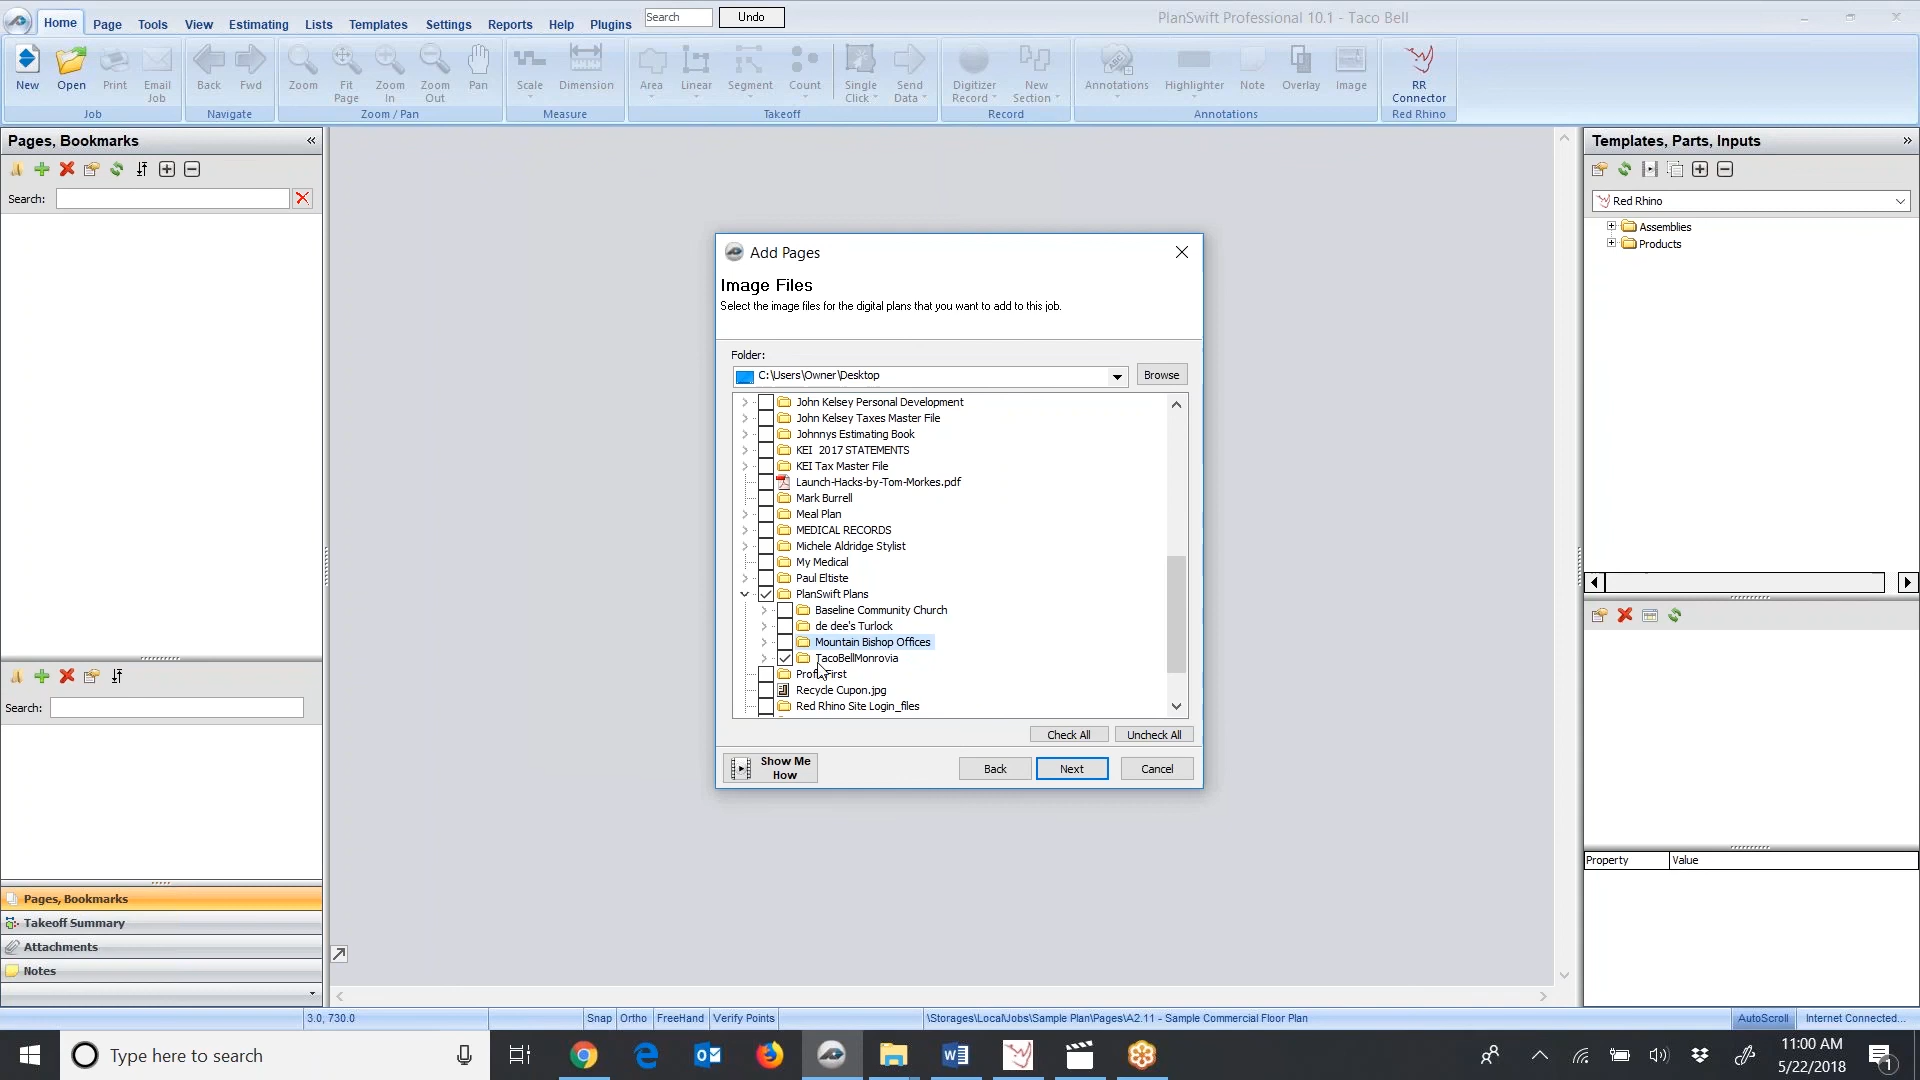 Home Page Tools View Estimating Lists Templates Settings Reports Help Plugins Search Undo PlanSwift Professional 10.1 - Taco Bell
New Open Print Email Job Back Fwd Zoom Fit Page Zoom In Zoom Out Pan Scale Dimension Area Linear Segment Count Single Click Send Data Digitizer Record New Section Annotations Highlighter Note Overlay Image RR Connector
Job Navigate Zoom / Pan Measure Takeoff Record Annotations Red Rhino
Pages, Bookmarks «
Search:
Templates, Parts, Inputs »
Red Rhino
Assemblies
Products
Add Pages
Image Files
Select the image files for the digital plans that you want to add to this job.
Folder:
C:\Users\Owner\Desktop Browse
John Kelsey Personal Development
John Kelsey Taxes Master File
Johnnys Estimating Book
KEI 2017 STATEMENTS
KEI Tax Master File
Launch-Hacks-by-Tom-Morkes.pdf
Mark Burrell
Meal Plan
MEDICAL RECORDS
Michele Aldridge Stylist
My Medical
Paul Eltiste
PlanSwift Plans
Baseline Community Church
de dee's Turlock
Mountain Bishop Offices
TacoBellMonrovia
Profit First
Recycle Cupon.jpg
Red Rhino Site Login_files
Check All Uncheck All
Show Me How Back Next Cancel
Search:
Property Value
Pages, Bookmarks
Takeoff Summary
Attachments
Notes
3.0, 730.0 Snap Ortho FreeHand Verify Points \Storages\Local\Jobs\Sample Plan\Pages\A2.11 - Sample Commercial Floor Plan AutoScroll Internet Connected...
Type here to search
11:00 AM
5/22/2018
1